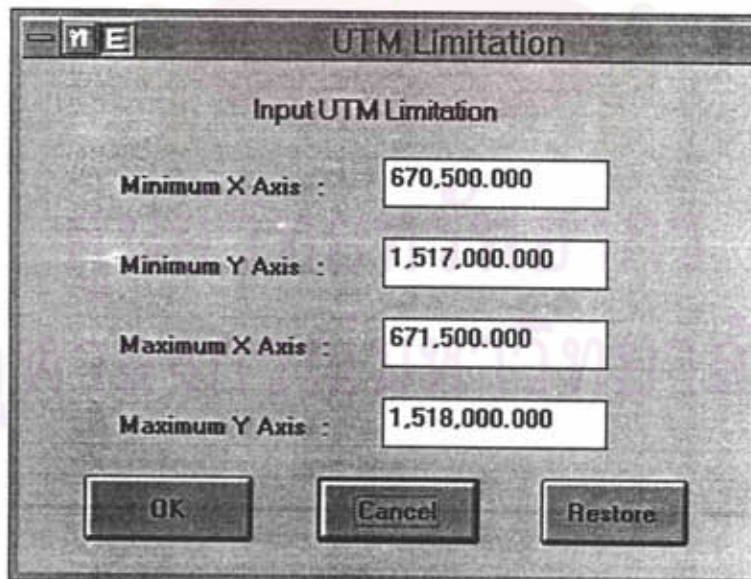 ท E UTM Limitation
Input UTM Limitation
Minimum X Axis : 670,500.000
Minimum Y Axis : 1,517,000.000
Maximum X Axis : 671,500.000
Maximum Y Axis : 1,518,000.000
OK Cancel Restore